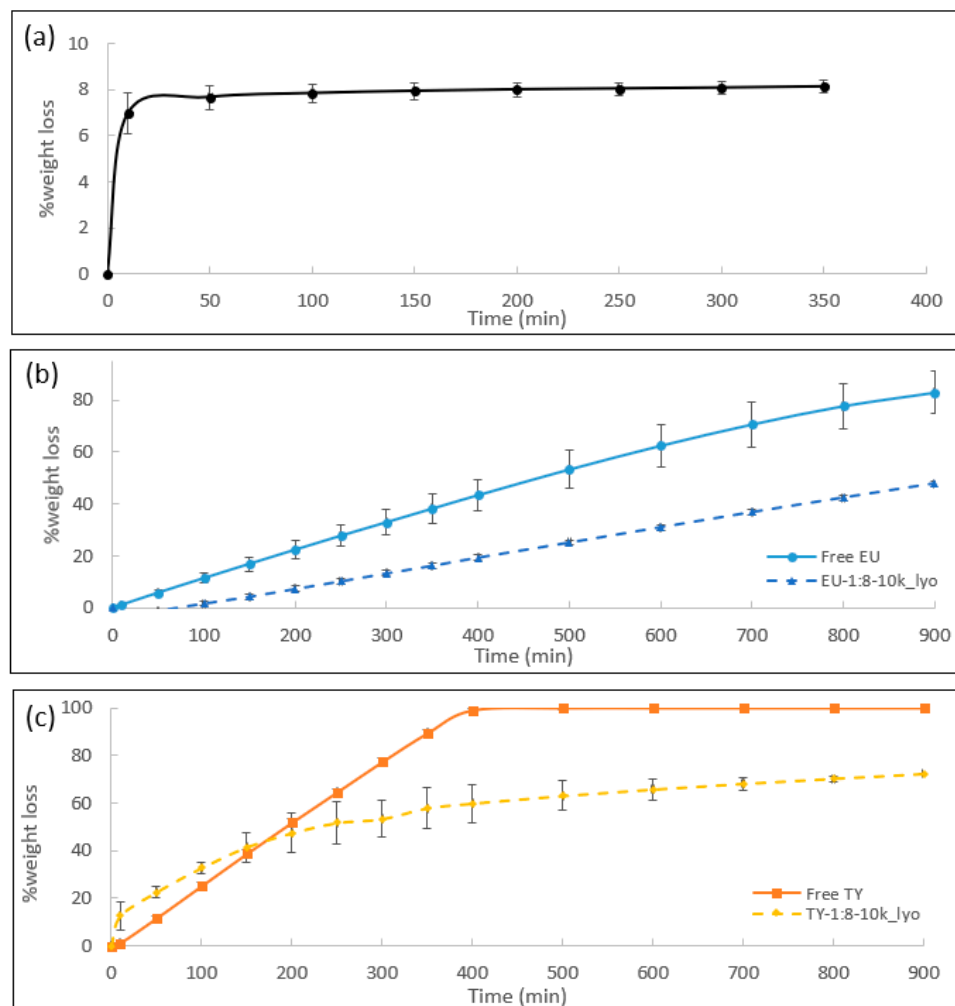 (a)
%weight loss
10
8
6
4
2
0
0 50 100 150 200 250 300 350 400
Time (min)
(b)
%weight loss
80
60
40
20
0
Free EU
EU-1:8-10k_lyo
0 100 200 300 400 500 600 700 800 900
Time (min)
(c)
%weight loss
100
80
60
40
20
0
Free TY
TY-1:8-10k_lyo
0 100 200 300 400 500 600 700 800 900
Time (min)